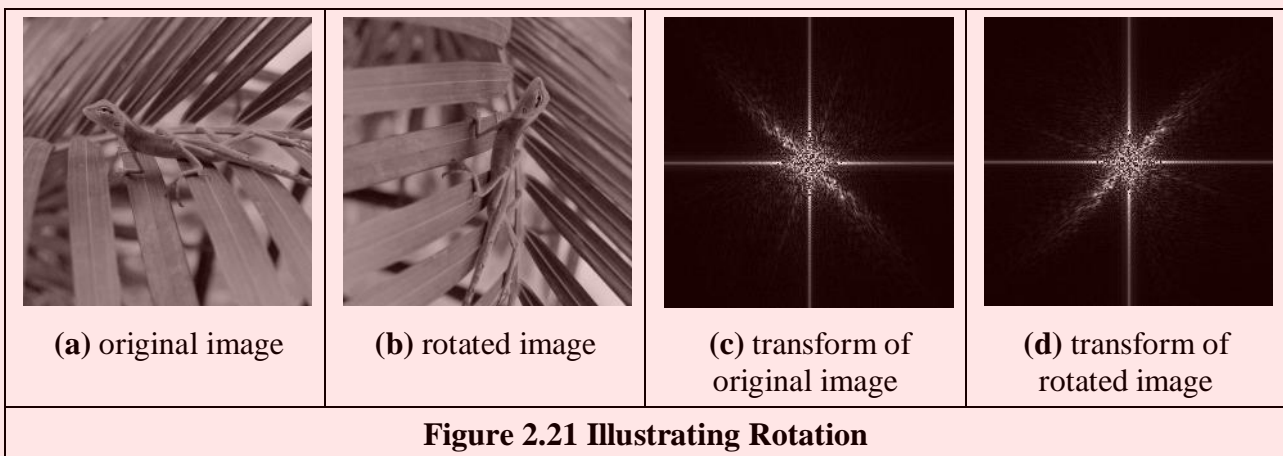 (a) original image
(b) rotated image
(c) transform of
original image
(d) transform of
rotated image
Figure 2.21 Illustrating Rotation